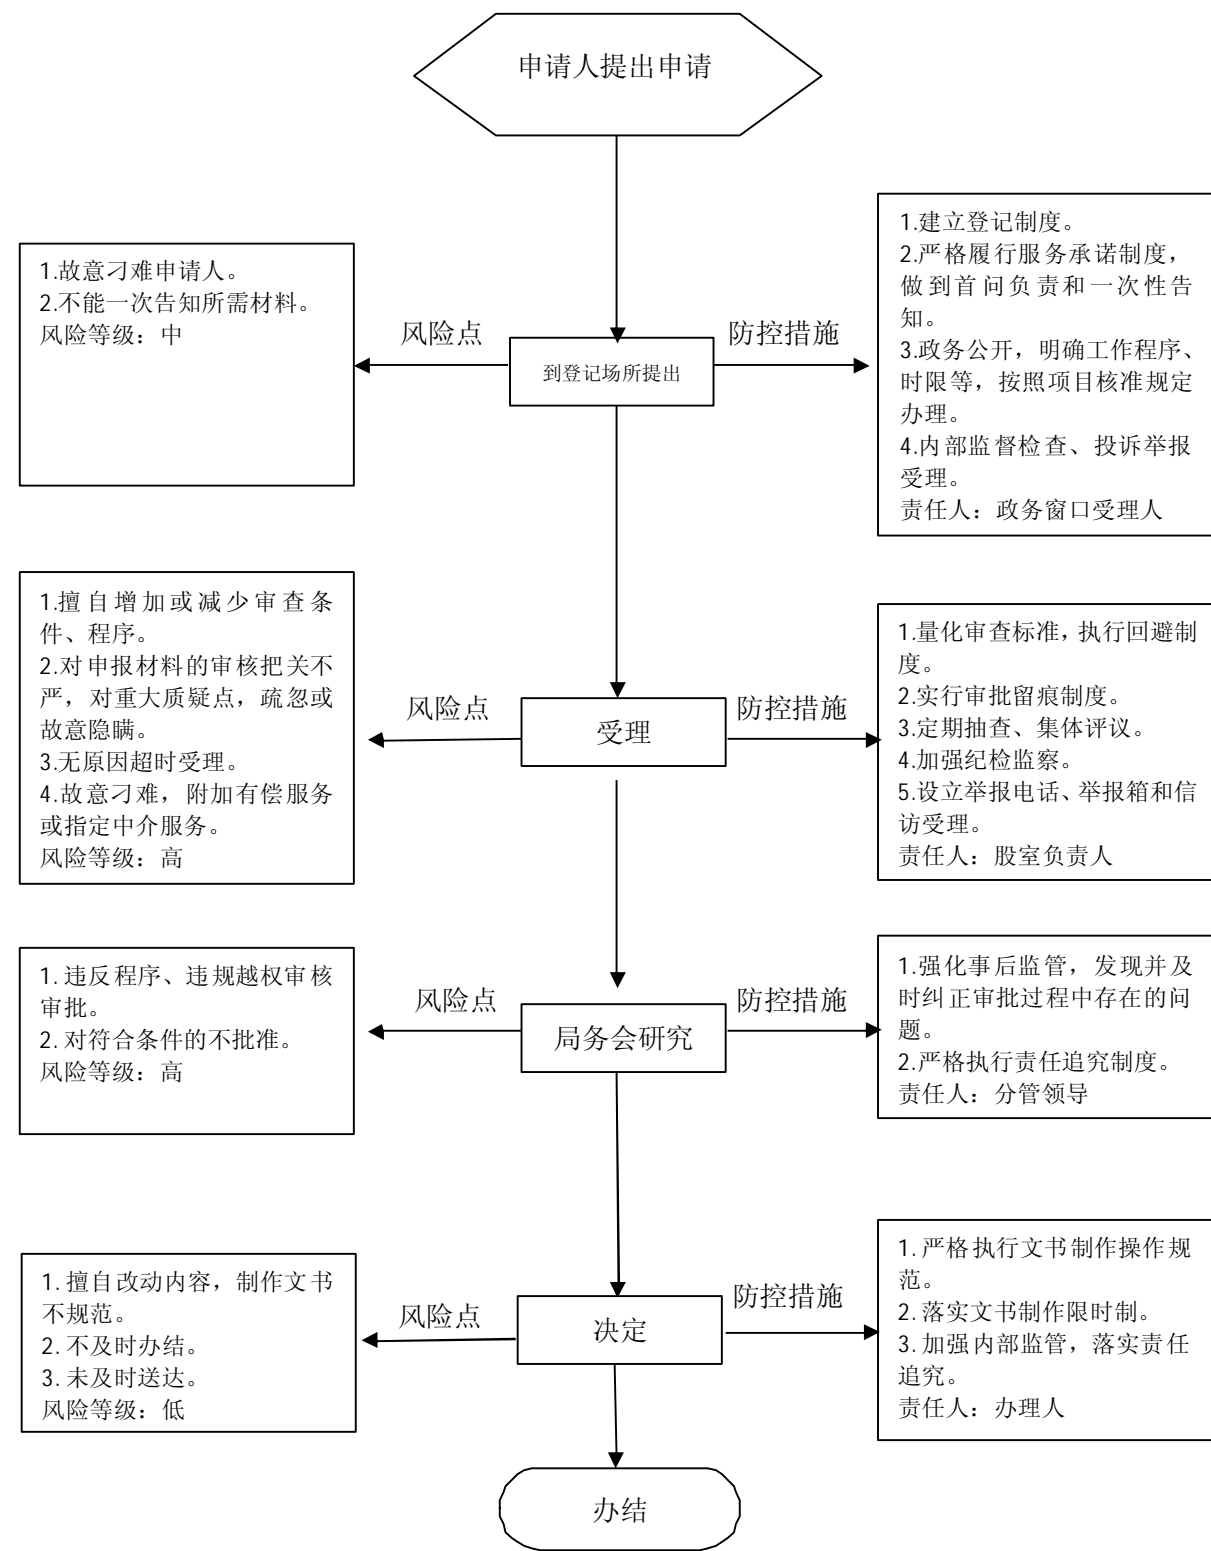 申请人提出申请
1.故意刁难申请人。
2.不能一次告知所需材料。
风险等级：中
风险点
到登记场所提出
防控措施
1.建立登记制度。
2.严格履行服务承诺制度，
做到首问负责和一次性告
知。
3.政务公开，明确工作程序、
时限等，按照项目核准规定
办理。
4.内部监督检查、投诉举报
受理。
责任人：政务窗口受理人
1.擅自增加或减少审查条
件、程序。
2.对申报材料的审核把关不
严，对重大质疑点，疏忽或
故意隐瞒。
3.无原因超时受理。
4.故意刁难，附加有偿服务
或指定中介服务。
风险等级：高
风险点
受理
防控措施
1.量化审查标准，执行回避制
度。
2.实行审批留痕制度。
3.定期抽查、集体评议。
4.加强纪检监察。
5.设立举报电话、举报箱和信
访受理。
责任人：股室负责人
1. 违反程序、违规越权审核
审批。
2. 对符合条件的不批准。
风险等级：高
风险点
局务会研究
防控措施
1.强化事后监管，发现并及
时纠正审批过程中存在的问
题。
2.严格执行责任追究制度。
责任人：分管领导
1. 擅自改动内容，制作文书
不规范。
2. 不及时办结。
3. 未及时送达。
风险等级：低
风险点
决定
防控措施
1. 严格执行文书制作操作规
范。
2. 落实文书制作限时制。
3. 加强内部监管，落实责任
追究。
责任人：办理人
办结